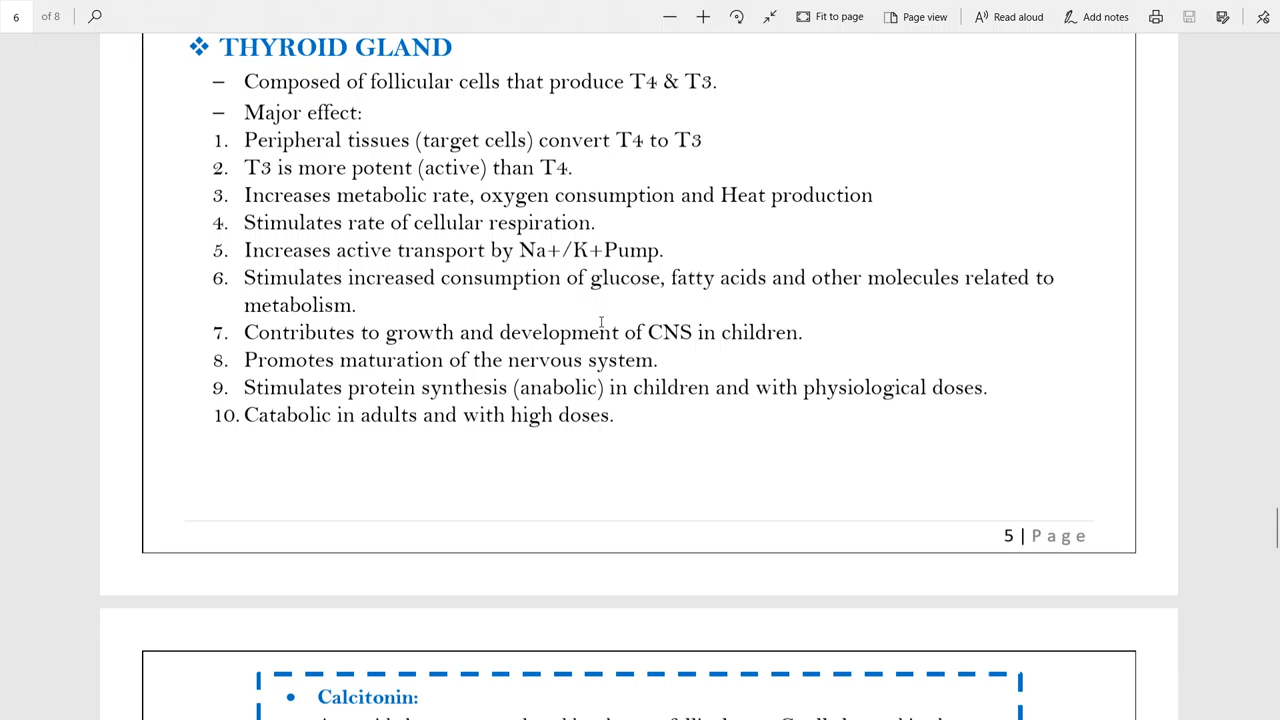 6 of 8 Fit to page Page view Read aloud Add notes
❖ THYROID GLAND
– Composed of follicular cells that produce T4 & T3.
– Major effect:
1. Peripheral tissues (target cells) convert T4 to T3
2. T3 is more potent (active) than T4.
3. Increases metabolic rate, oxygen consumption and Heat production
4. Stimulates rate of cellular respiration.
5. Increases active transport by Na+/K+Pump.
6. Stimulates increased consumption of glucose, fatty acids and other molecules related to
metabolism.
7. Contributes to growth and development of CNS in children.
8. Promotes maturation of the nervous system.
9. Stimulates protein synthesis (anabolic) in children and with physiological doses.
10. Catabolic in adults and with high doses.
5 | Page
• Calcitonin: